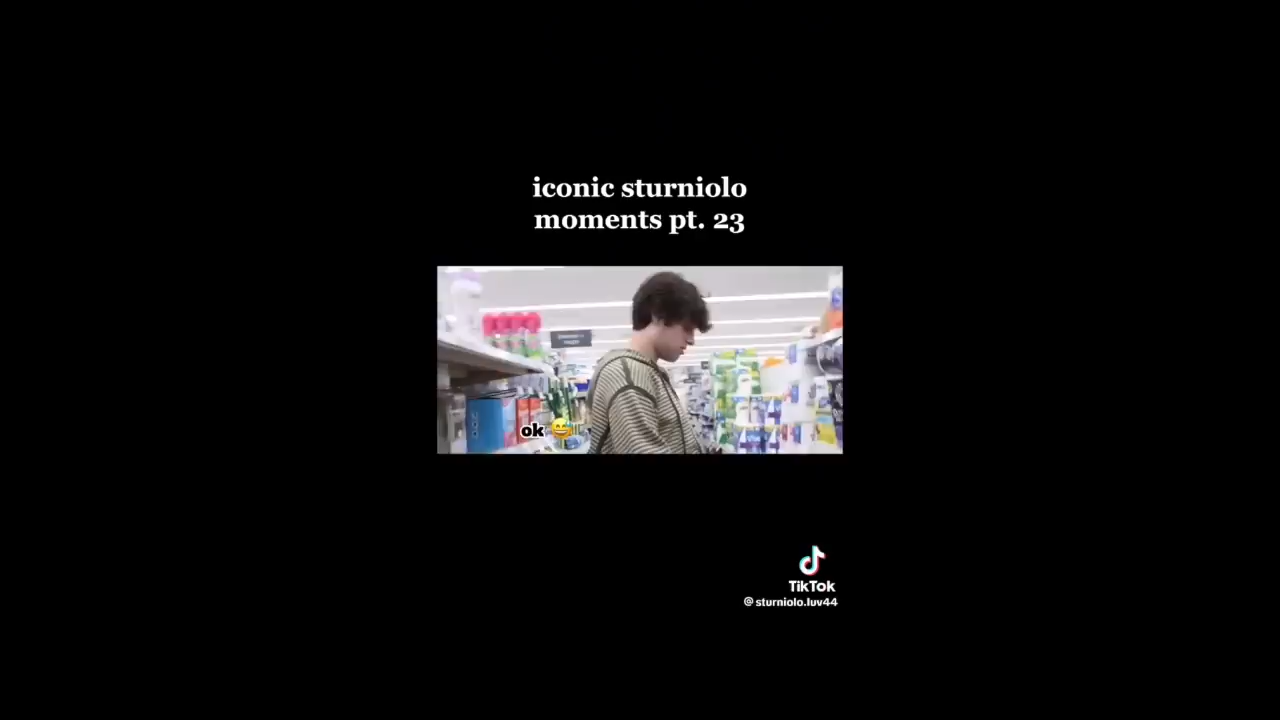 iconic sturniolo
moments pt. 23
ok 😅
TikTok
@sturniolo.luv44